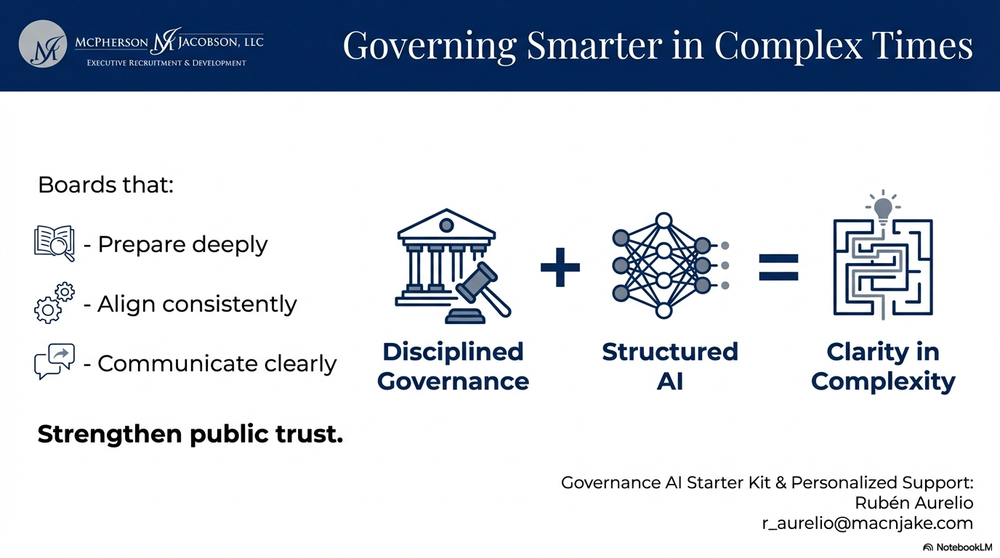 McPherson MJ Jacobson, LLC
Executive Recruitment & Development
Governing Smarter in Complex Times
Boards that:
- Prepare deeply
- Align consistently
- Communicate clearly
Strengthen public trust.
Disciplined
Governance
+
Structured
AI
=
Clarity in
Complexity
Governance AI Starter Kit & Personalized Support:
Rubén Aurelio
r_aurelio@macnjake.com
NotebookLM